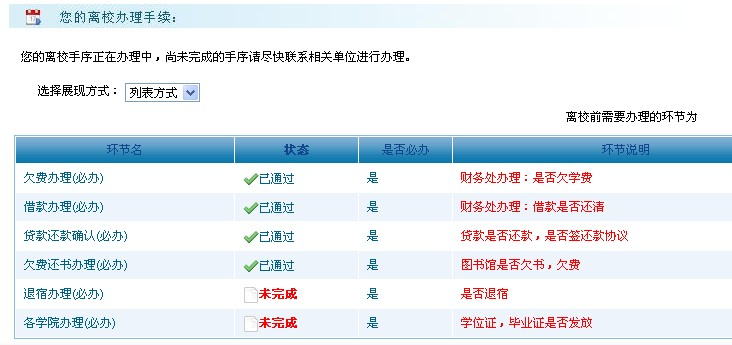 您的离校办理手续：
您的离校手序正在办理中，尚未完成的手序请尽快联系相关单位进行办理。
选择展现方式： 列表方式
离校前需要办理的环节为
环节名 状态 是否必办 环节说明
欠费办理(必办) 已通过 是 财务处办理：是否欠学费
借款办理(必办) 已通过 是 财务处办理：借款是否还清
贷款还款确认(必办) 已通过 是 贷款是否还款，是否签还款协议
欠费还书办理(必办) 已通过 是 图书馆是否欠书，欠费
退宿办理(必办) 未完成 是 是否退宿
各学院办理(必办) 未完成 是 学位证，毕业证是否发放